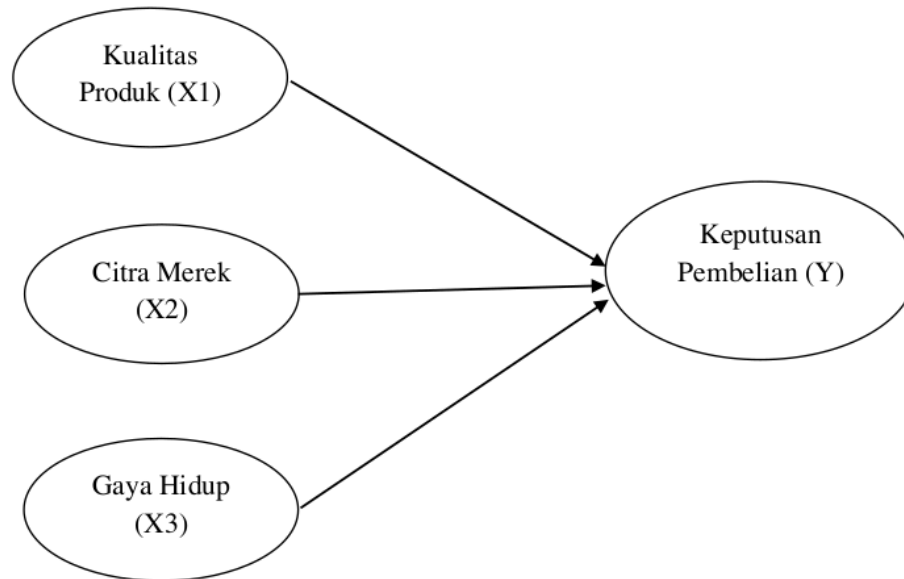 Kualitas
Produk (X1)
Citra Merek
(X2)
Gaya Hidup
(X3)
Keputusan
Pembelian (Y)